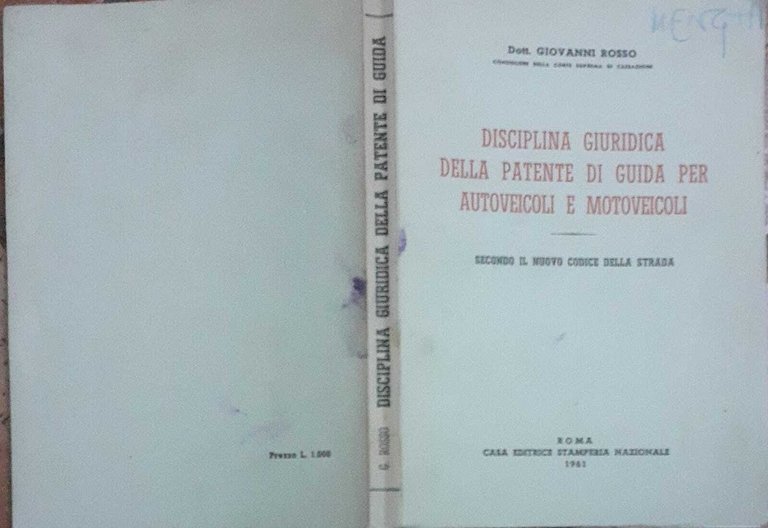 Dott. GIOVANNI ROSSO
CONSIGLIERE DELLA CORTE SUPREMA DI CASSAZIONE
DISCIPLINA GIURIDICA
DELLA PATENTE DI GUIDA PER
AUTOVEICOLI E MOTOVEICOLI
SECONDO IL NUOVO CODICE DELLA STRADA
ROMA
CASA EDITRICE STAMPERIA NAZIONALE
1961
G. ROSSO DISCIPLINA GIURIDICA DELLA PATENTE DI GUIDA
Prezzo L. 1.000